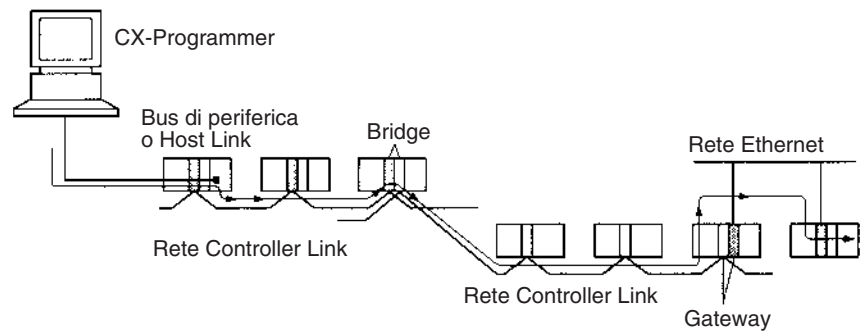 CX-Programmer
Bus di periferica
o Host Link
Bridge
Rete Ethernet
Rete Controller Link
Rete Controller Link
Gateway